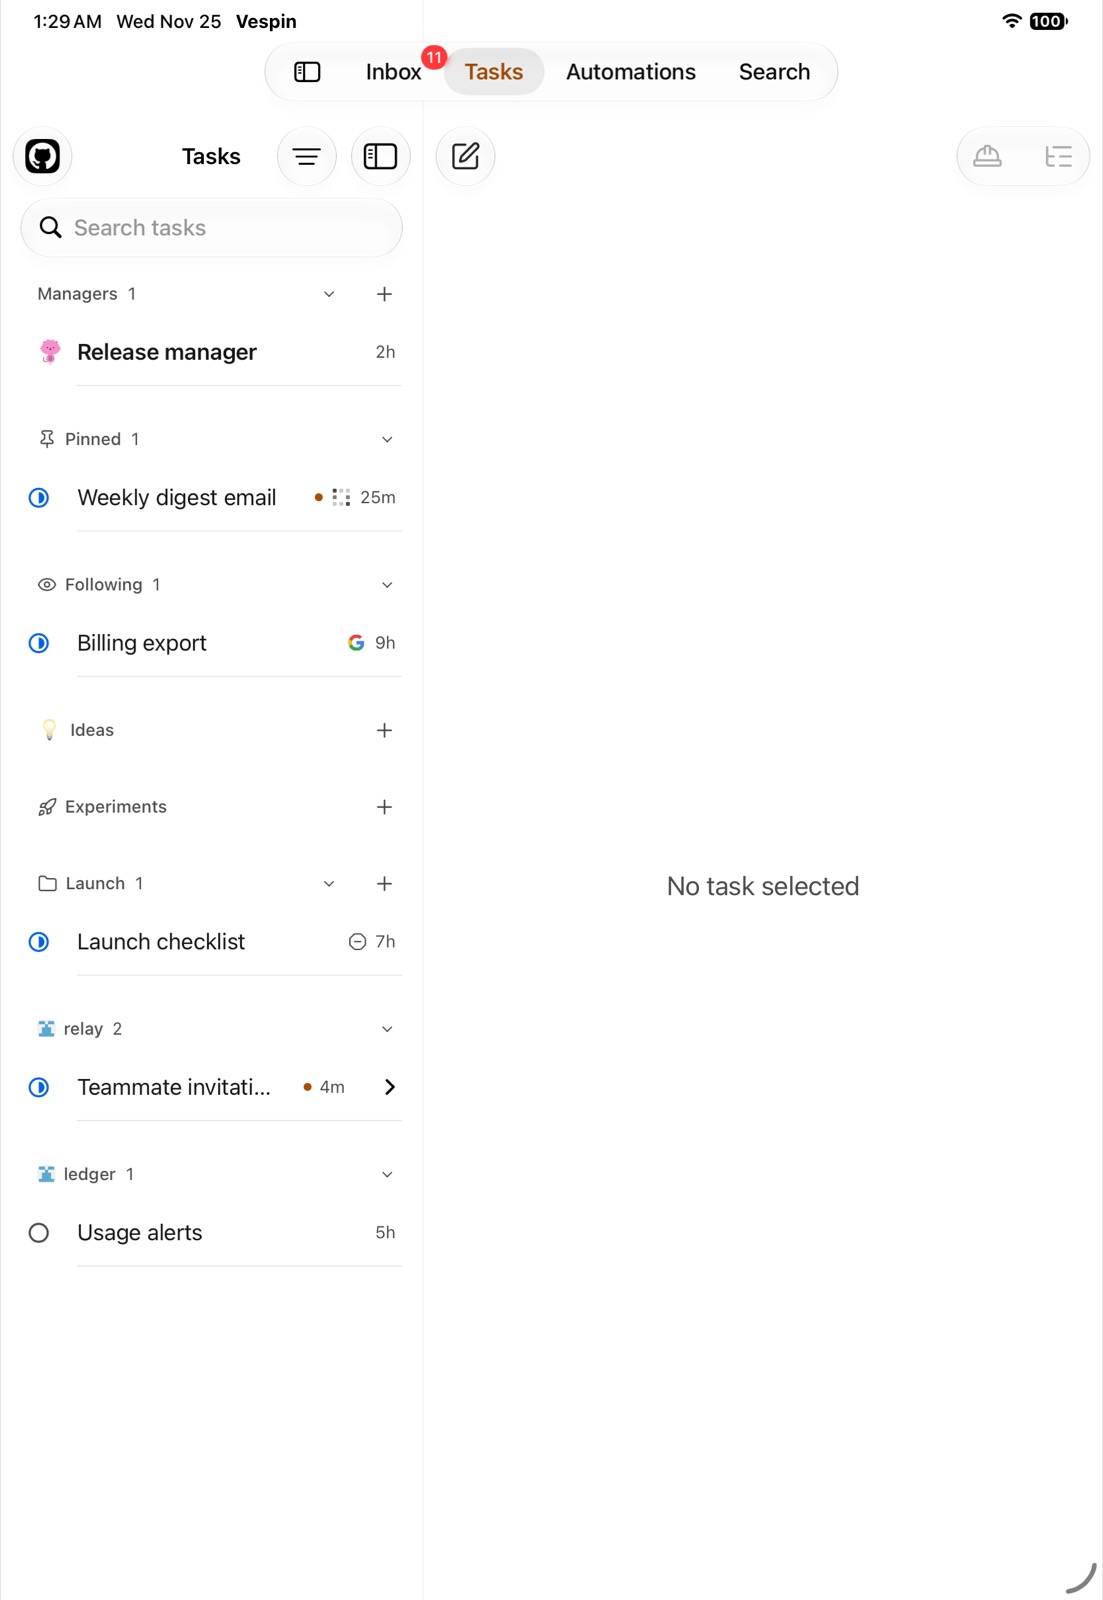 1:29 AM Wed Nov 25 Vespin
100
Inbox 11 Tasks Automations Search
Tasks
Search tasks
Managers 1
Release manager 2h
Pinned 1
Weekly digest email 25m
Following 1
Billing export 9h
Ideas
Experiments
Launch 1
Launch checklist 7h
relay 2
Teammate invitati... 4m
ledger 1
Usage alerts 5h
No task selected